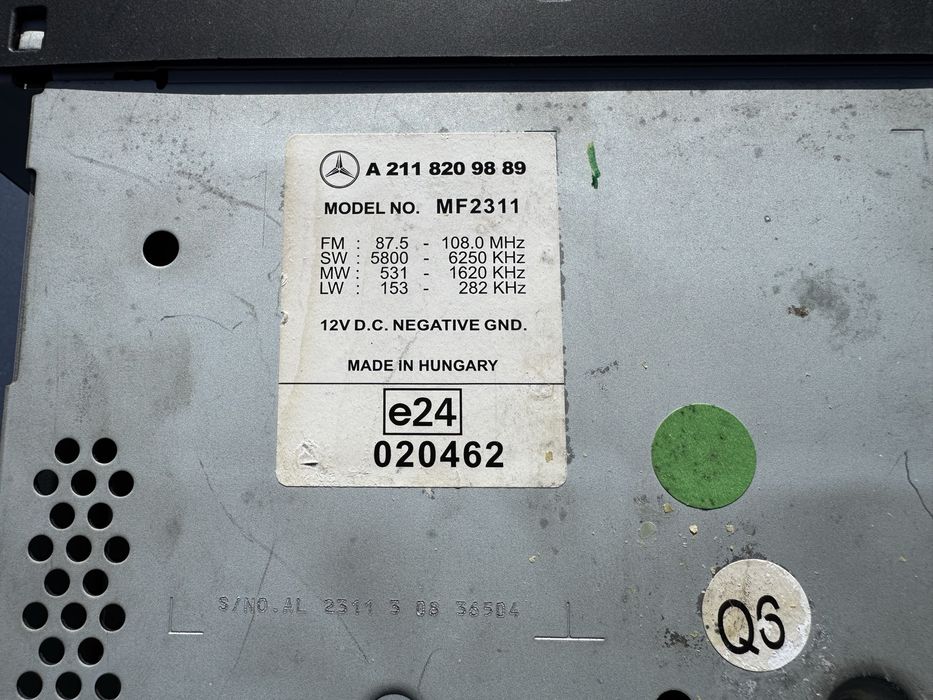 A 211 820 98 89
MODEL NO. MF2311
FM : 87.5 - 108.0 MHz
SW : 5800 - 6250 KHz
MW : 531 - 1620 KHz
LW : 153 - 282 KHz
12V D.C. NEGATIVE GND.
MADE IN HUNGARY
e24
020462
S/NO.AL 2311 3 08 36504
QS